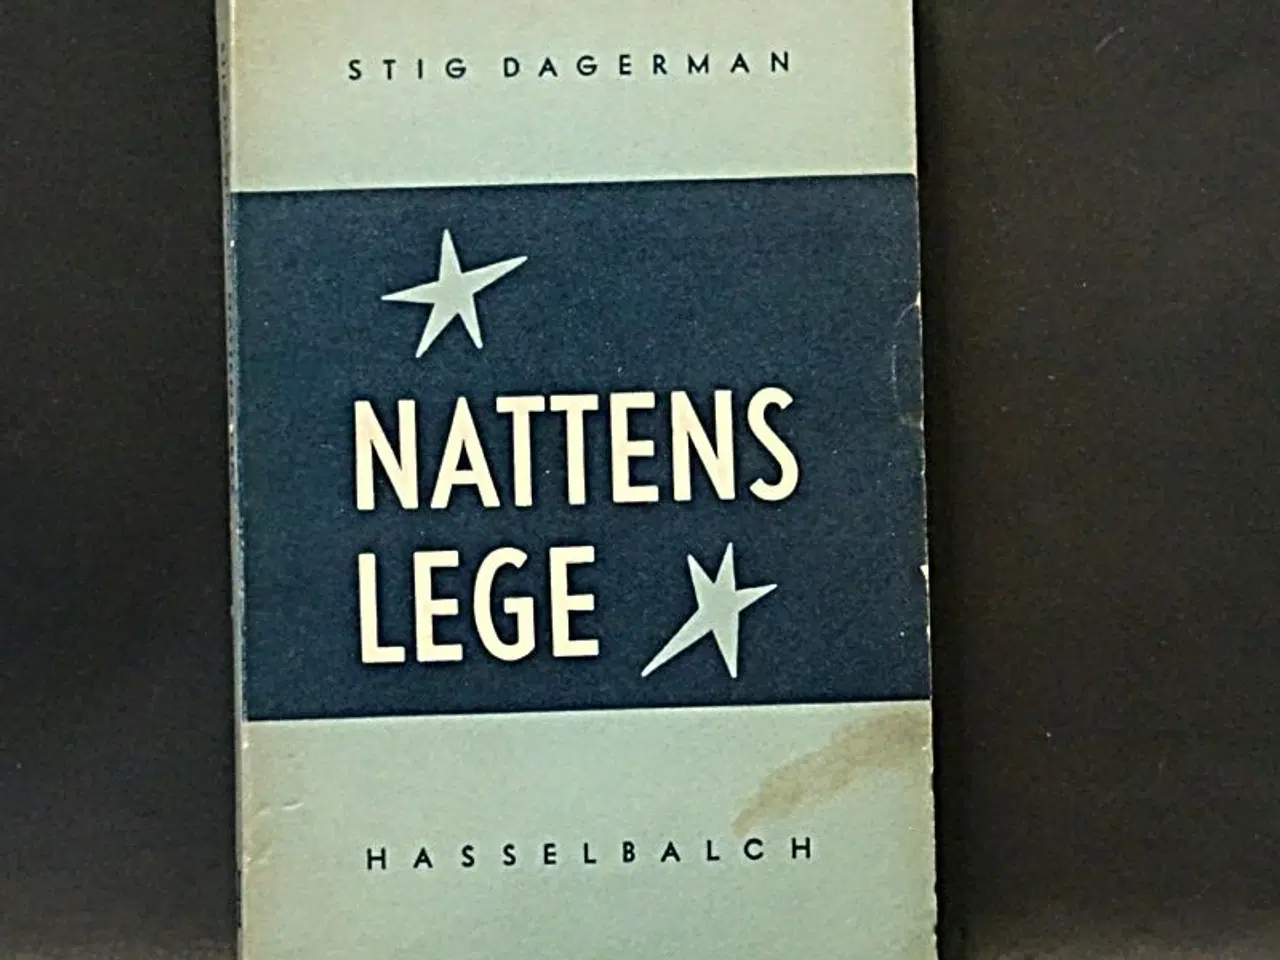 STIG DAGERMAN
NATTENS
LEGE
HASSELBALCH